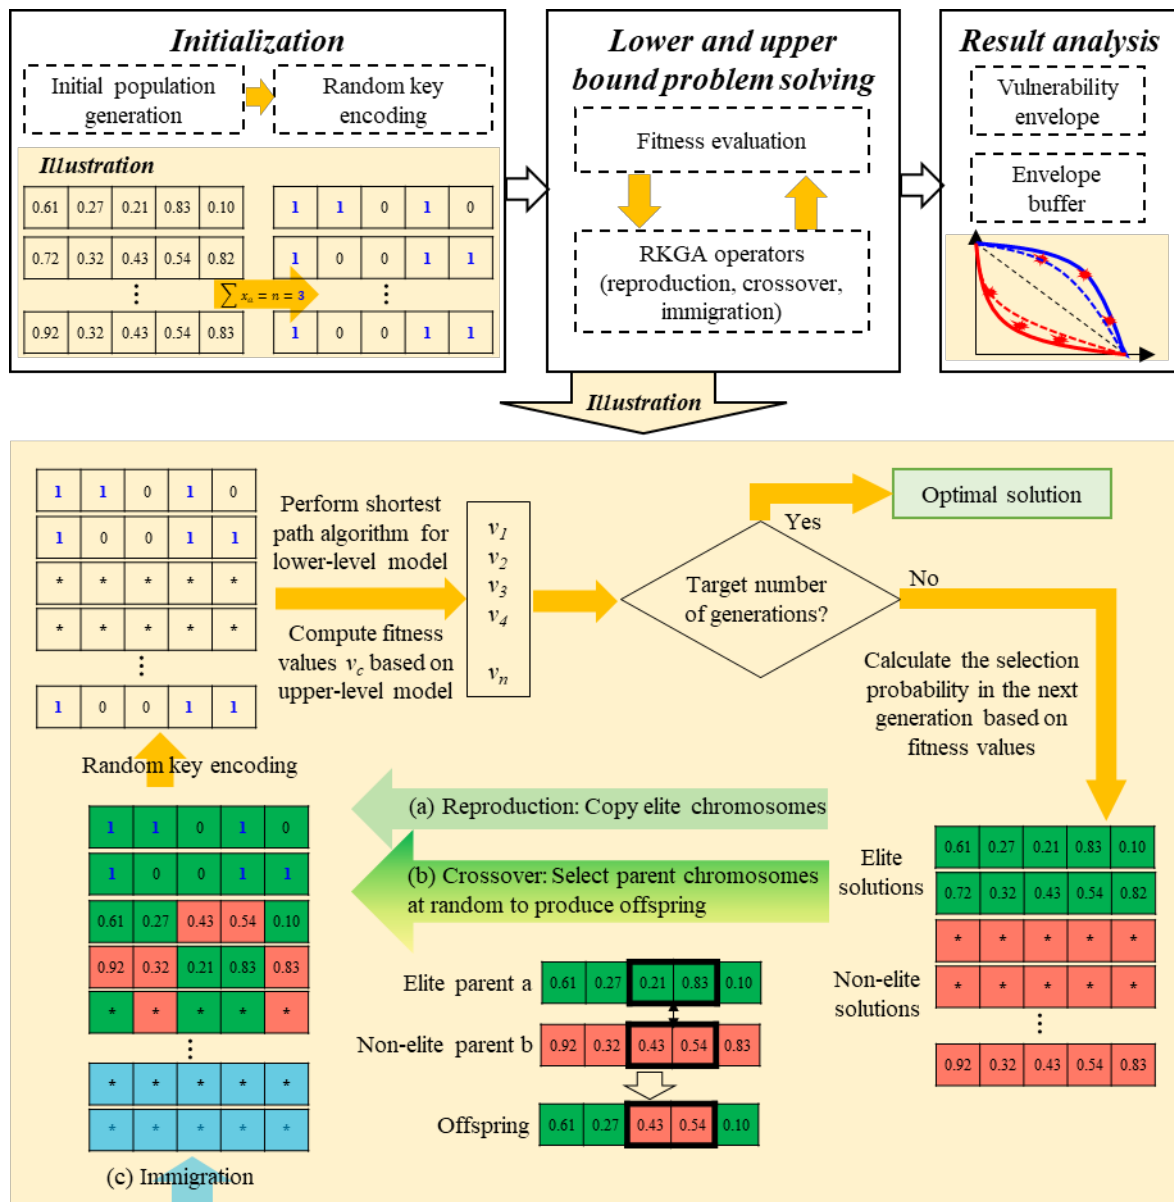 Initialization
Initial population
generation
Random key
encoding
Illustration
0.61 0.27 0.21 0.83 0.10
1 1 0 1 0
0.72 0.32 0.43 0.54 0.82
1 0 0 1 1
⋮
∑ xₐ = n = 3
⋮
0.92 0.32 0.43 0.54 0.83
1 0 0 1 1
Lower and upper
bound problem solving
Fitness evaluation
RKGA operators
(reproduction, crossover,
immigration)
Result analysis
Vulnerability
envelope
Envelope
buffer
Illustration
1 1 0 1 0
1 0 0 1 1
* * * * *
* * * * *
⋮
1 0 0 1 1
Perform shortest
path algorithm for
lower-level model
Compute fitness
values v_c based on
upper-level model
v_1
v_2
v_3
v_4
v_n
Target number
of generations?
Yes
Optimal solution
No
Calculate the selection
probability in the next
generation based on
fitness values
Random key encoding
1 1 0 1 0
1 0 0 1 1
0.61 0.27 0.43 0.54 0.10
0.92 0.32 0.21 0.83 0.83
* * * * *
⋮
* * * * *
* * * * *
(c) Immigration
(a) Reproduction: Copy elite chromosomes
(b) Crossover: Select parent chromosomes
at random to produce offspring
Elite parent a
0.61 0.27 0.21 0.83 0.10
Non-elite parent b
0.92 0.32 0.43 0.54 0.83
Offspring
0.61 0.27 0.43 0.54 0.10
Elite
solutions
0.61 0.27 0.21 0.83 0.10
0.72 0.32 0.43 0.54 0.82
Non-elite
solutions
* * * * *
* * * * *
⋮
0.92 0.32 0.43 0.54 0.83